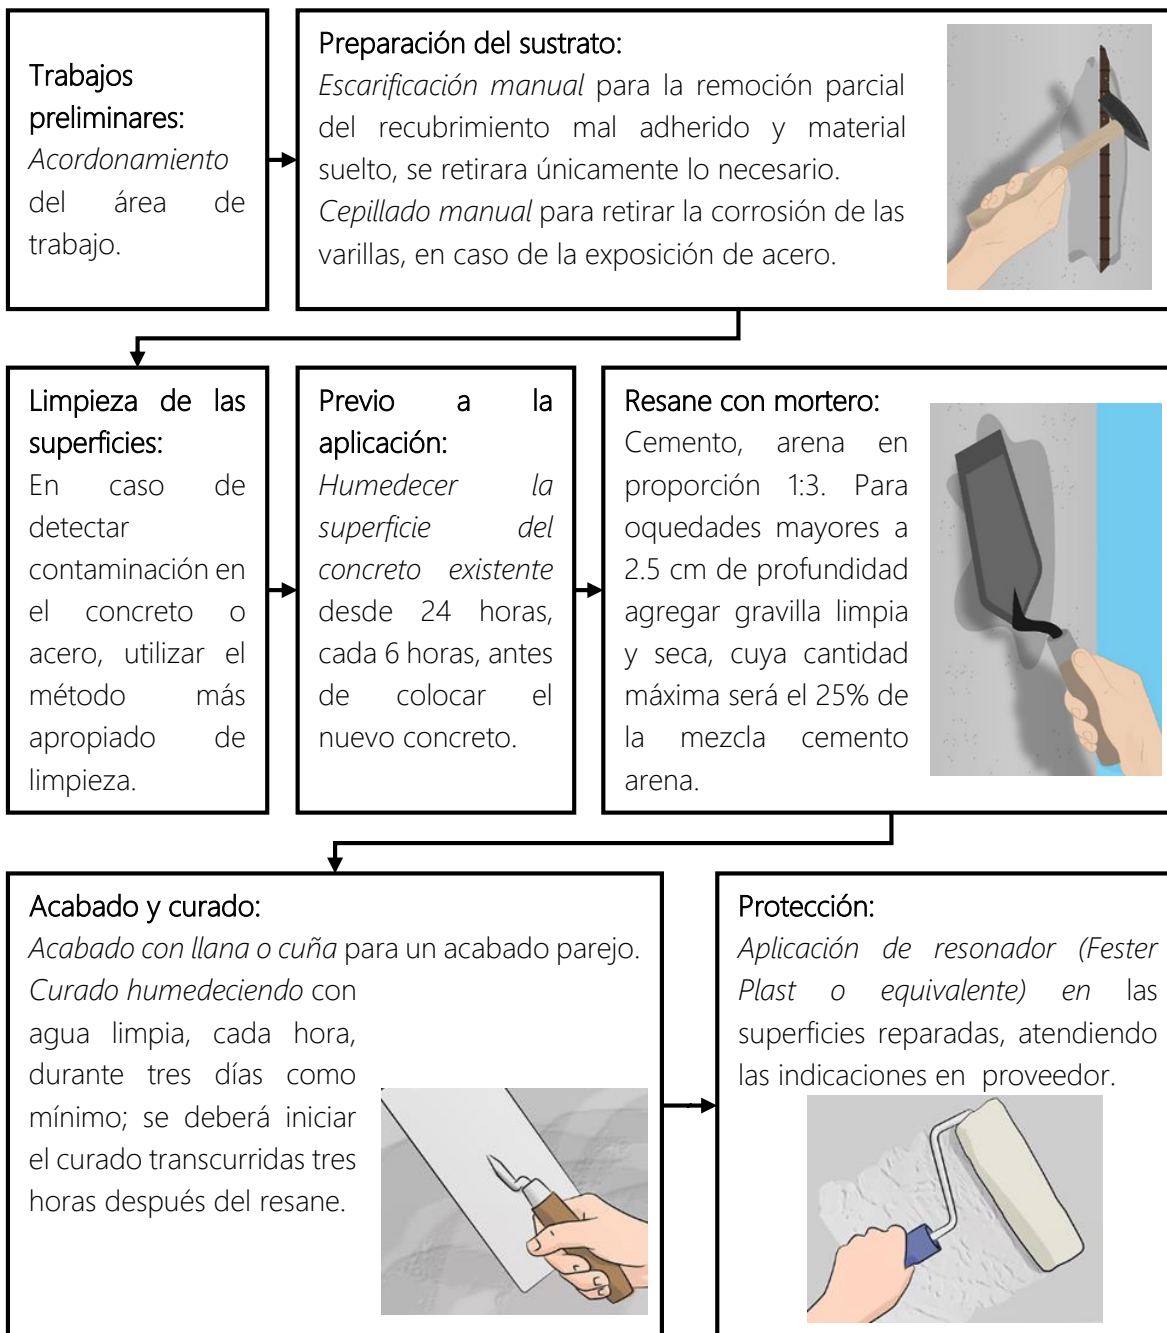 Trabajos
preliminares:
Acordonamiento
del área de
trabajo.
Preparación del sustrato:
Escarificación manual para la remoción parcial
del recubrimiento mal adherido y material
suelto, se retirara únicamente lo necesario.
Cepillado manual para retirar la corrosión de las
varillas, en caso de la exposición de acero.
Limpieza de las
superficies:
En caso de
detectar
contaminación en
el concreto o
acero, utilizar el
método más
apropiado de
limpieza.
Previo a la
aplicación:
Humedecer la
superficie del
concreto existente
desde 24 horas,
cada 6 horas, antes
de colocar el
nuevo concreto.
Resane con mortero:
Cemento, arena en
proporción 1:3. Para
oquedades mayores a
2.5 cm de profundidad
agregar gravilla limpia
y seca, cuya cantidad
máxima será el 25% de
la mezcla cemento
arena.
Acabado y curado:
Acabado con llana o cuña para un acabado parejo.
Curado humedeciendo con
agua limpia, cada hora,
durante tres días como
mínimo; se deberá iniciar
el curado transcurridas tres
horas después del resane.
Protección:
Aplicación de resonador (Fester
Plast o equivalente) en las
superficies reparadas, atendiendo
las indicaciones en proveedor.